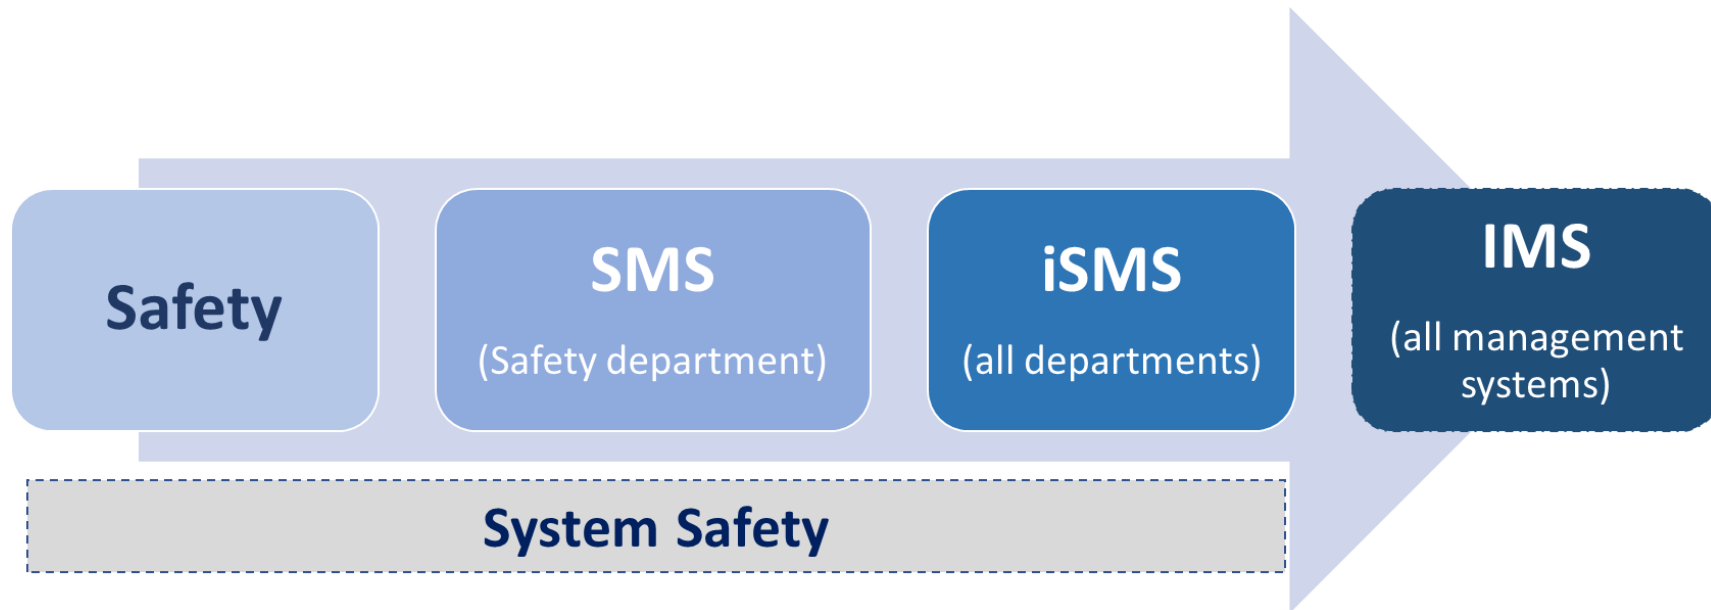 Safety
SMS
(Safety department)
iSMS
(all departments)
IMS
(all management
systems)
System Safety